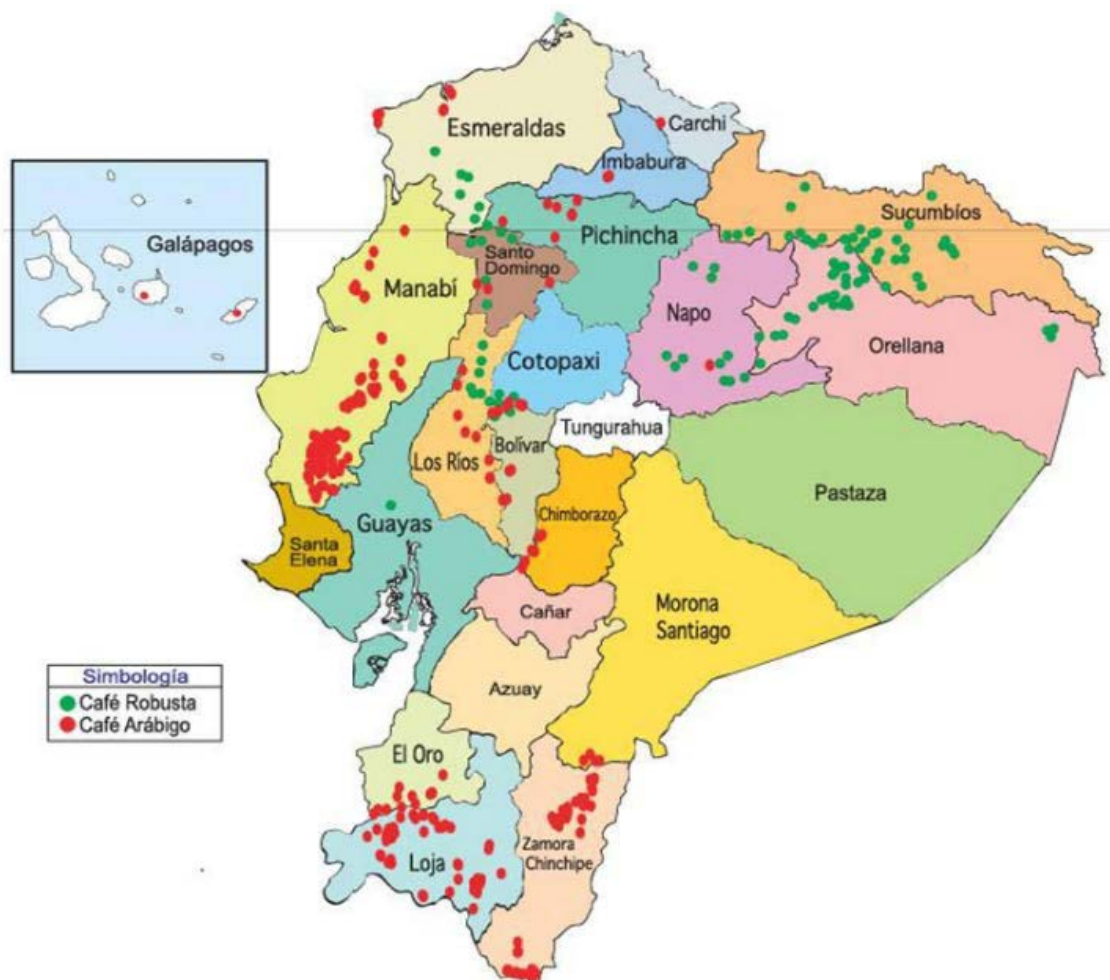 Esmeraldas
Carchi
Imbabura
Galápagos
Sucumbíos
Pichincha
Santo
Domingo
Manabí
Napo
Orellana
Cotopaxi
Tungurahua
Bolívar
Los Ríos
Pastaza
Chimborazo
Guayas
Santa
Elena
Cañar
Morona
Santiago
Simbología
Café Robusta
Café Arábigo
Azuay
El Oro
Zamora
Chinchipe
Loja